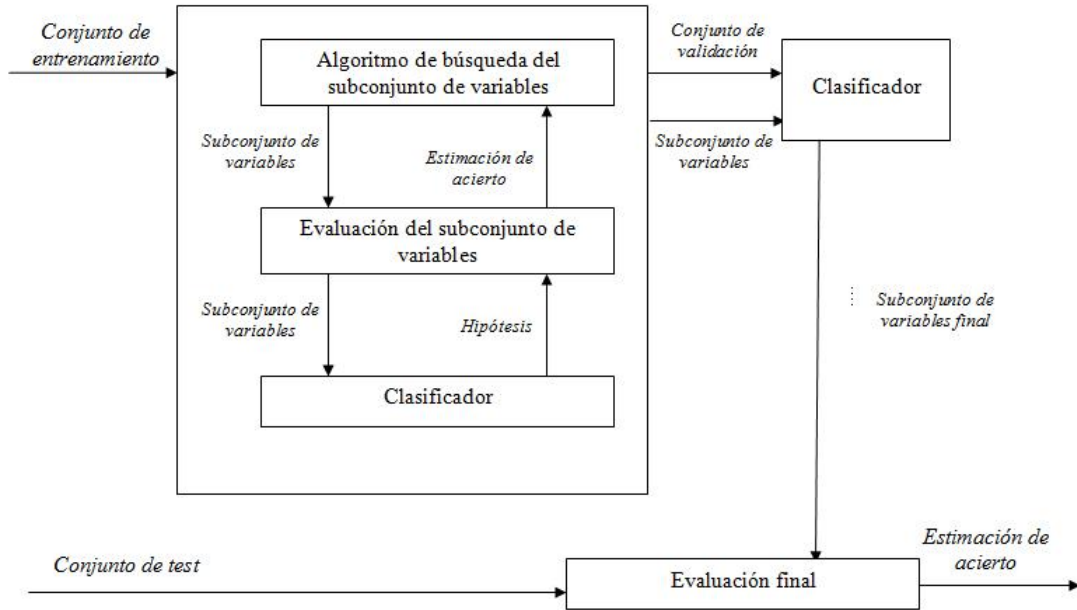 Conjunto de
entrenamiento
Algoritmo de búsqueda del
subconjunto de variables
Subconjunto de
variables
Estimación de
acierto
Evaluación del subconjunto de
variables
Subconjunto de
variables
Hipótesis
Clasificador
Conjunto de
validación
Subconjunto de
variables
Clasificador
Subconjunto de
variables final
Conjunto de test
Evaluación final
Estimación de
acierto